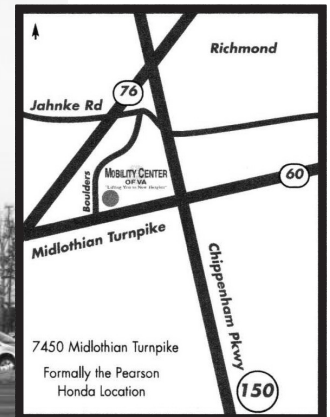 Richmond
76
Jahnke Rd
MOBILITY CENTER
OF VA
"Lifting You to New Heights"
Boulders
60
Midlothian Turnpike
Chippenham Pkwy
7450 Midlothian Turnpike
Formally the Pearson
Honda Location
150